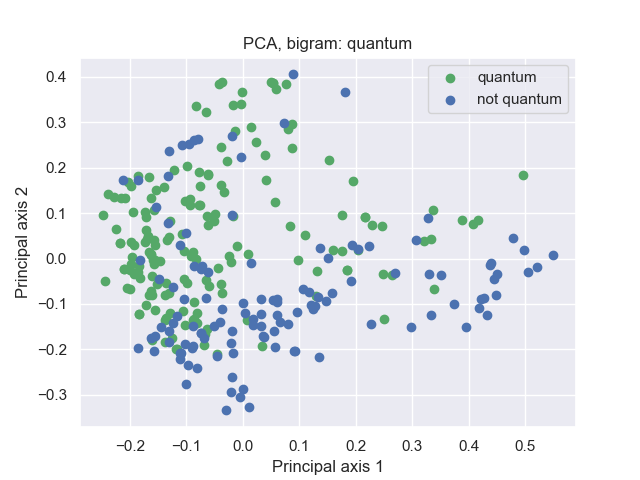 PCA, bigram: quantum
quantum
not quantum
0.4
0.3
0.2
0.1
0.0
−0.1
−0.2
−0.3
Principal axis 2
−0.2 −0.1 0.0 0.1 0.2 0.3 0.4 0.5
Principal axis 1